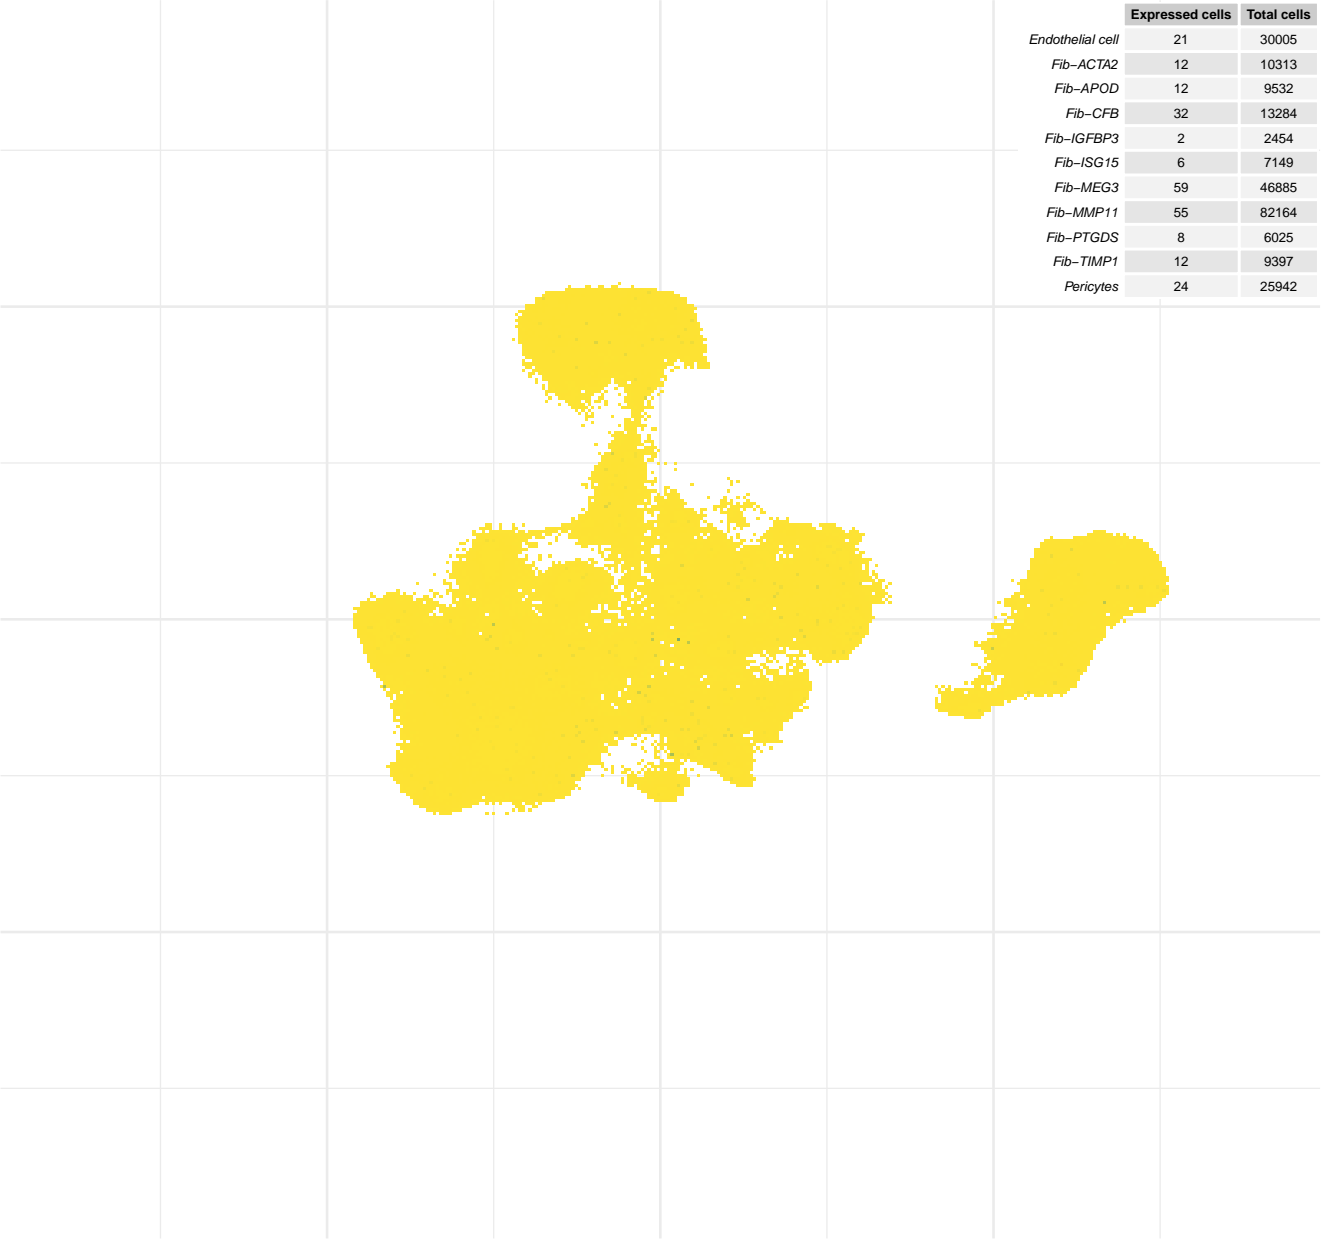 Expressed cells Total cells
Endothelial cell 21 30005
Fib−ACTA2 12 10313
Fib−APOD 12 9532
Fib−CFB 32 13284
Fib−IGFBP3 2 2454
Fib−ISG15 6 7149
Fib−MEG3 59 46885
Fib−MMP11 55 82164
Fib−PTGDS 8 6025
Fib−TIMP1 12 9397
Pericytes 24 25942